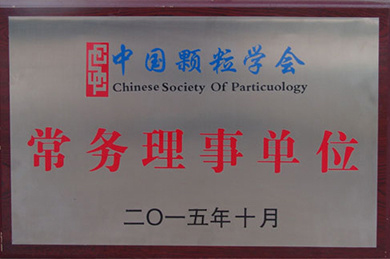 中国颗粒学会
Chinese Society Of Particuology
常务理事单位
二〇一五年十月